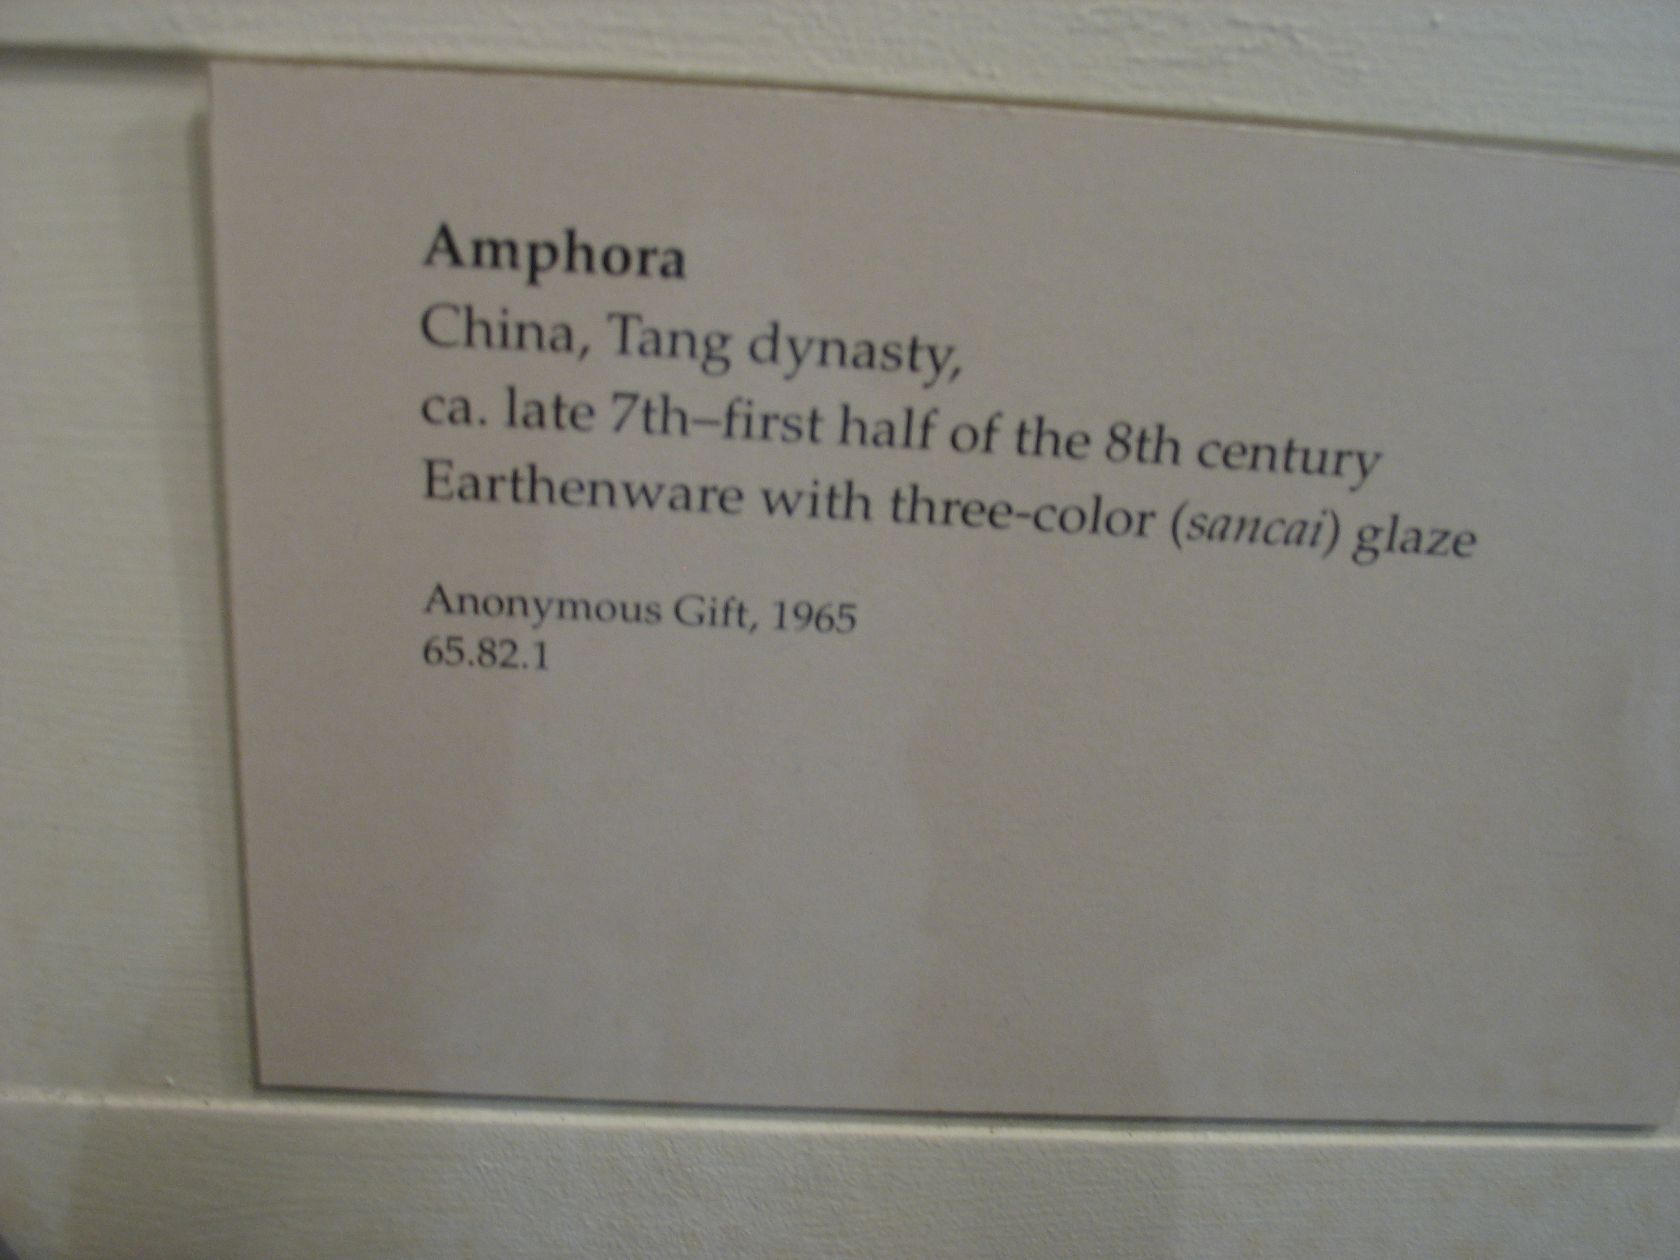 Amphora
China, Tang dynasty,
ca. late 7th–first half of the 8th century
Earthenware with three-color (sancai) glaze
Anonymous Gift, 1965
65.82.1